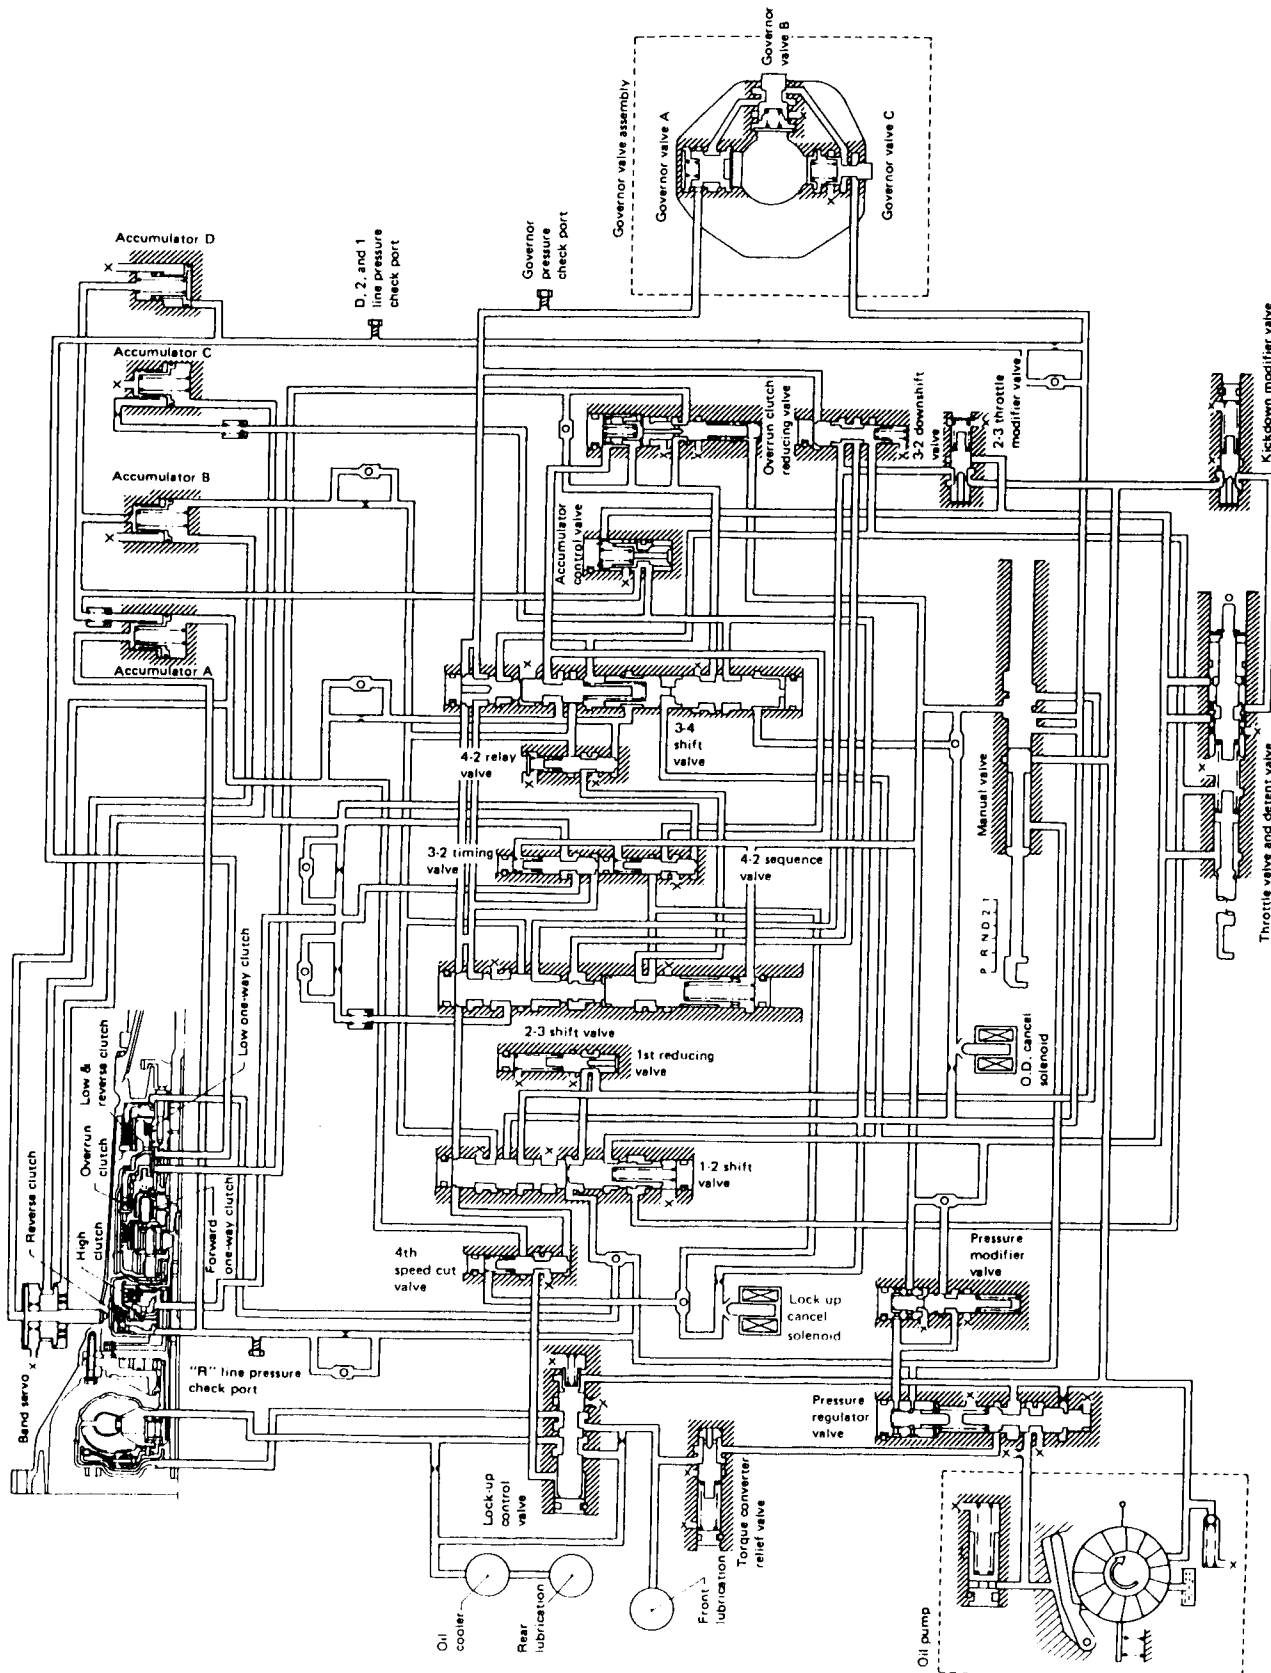 Governor
valve B
Governor valve assembly
Governor valve A
Governor valve C
Accumulator D
D, 2, and 1
line pressure
check port
Governor
pressure
check port
Accumulator C
Accumulator B
Accumulator A
Overrun clutch
reducing valve
3-2 downshift
valve
2-3 throttle
modifier valve
Kickdown modifier valve
Accumulator
control valve
4-2 relay
valve
3-4
shift
valve
Manual valve
Throttle valve and detent valve
3-2 timing
valve
4-2 sequence
valve
P R N D 2 1
2-3 shift valve
1st reducing
valve
O.D. cancel
solenoid
Low one-way clutch
Low &
reverse clutch
Overrun
clutch
Reverse clutch
High
clutch
Forward
one-way clutch
1-2 shift
valve
4th
speed cut
valve
Pressure
modifier
valve
Lock-up
cancel
solenoid
Band servo
"R" line pressure
check port
Pressure
regulator
valve
Lock-up
control
valve
Torque converter
relief valve
Oil
cooler
Rear
lubrication
Front
lubrication
Oil pump